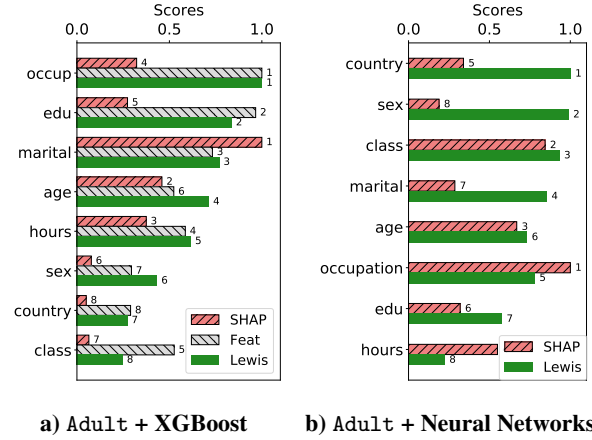 Scores
0.0 0.5 1.0
occup 4 1 1
edu 5 2 2
marital 1 3 3
age 2 6 4
hours 3 4 5
sex 6 7 6
country 8 8 7
class 7 5 8
SHAP
Feat
Lewis
a) Adult + XGBoost
Scores
0.0 0.5 1.0
country 5 1
sex 8 2
class 2 3
marital 7 4
age 3 6
occupation 1 5
edu 6 7
hours 8
SHAP
Lewis
b) Adult + Neural Networks